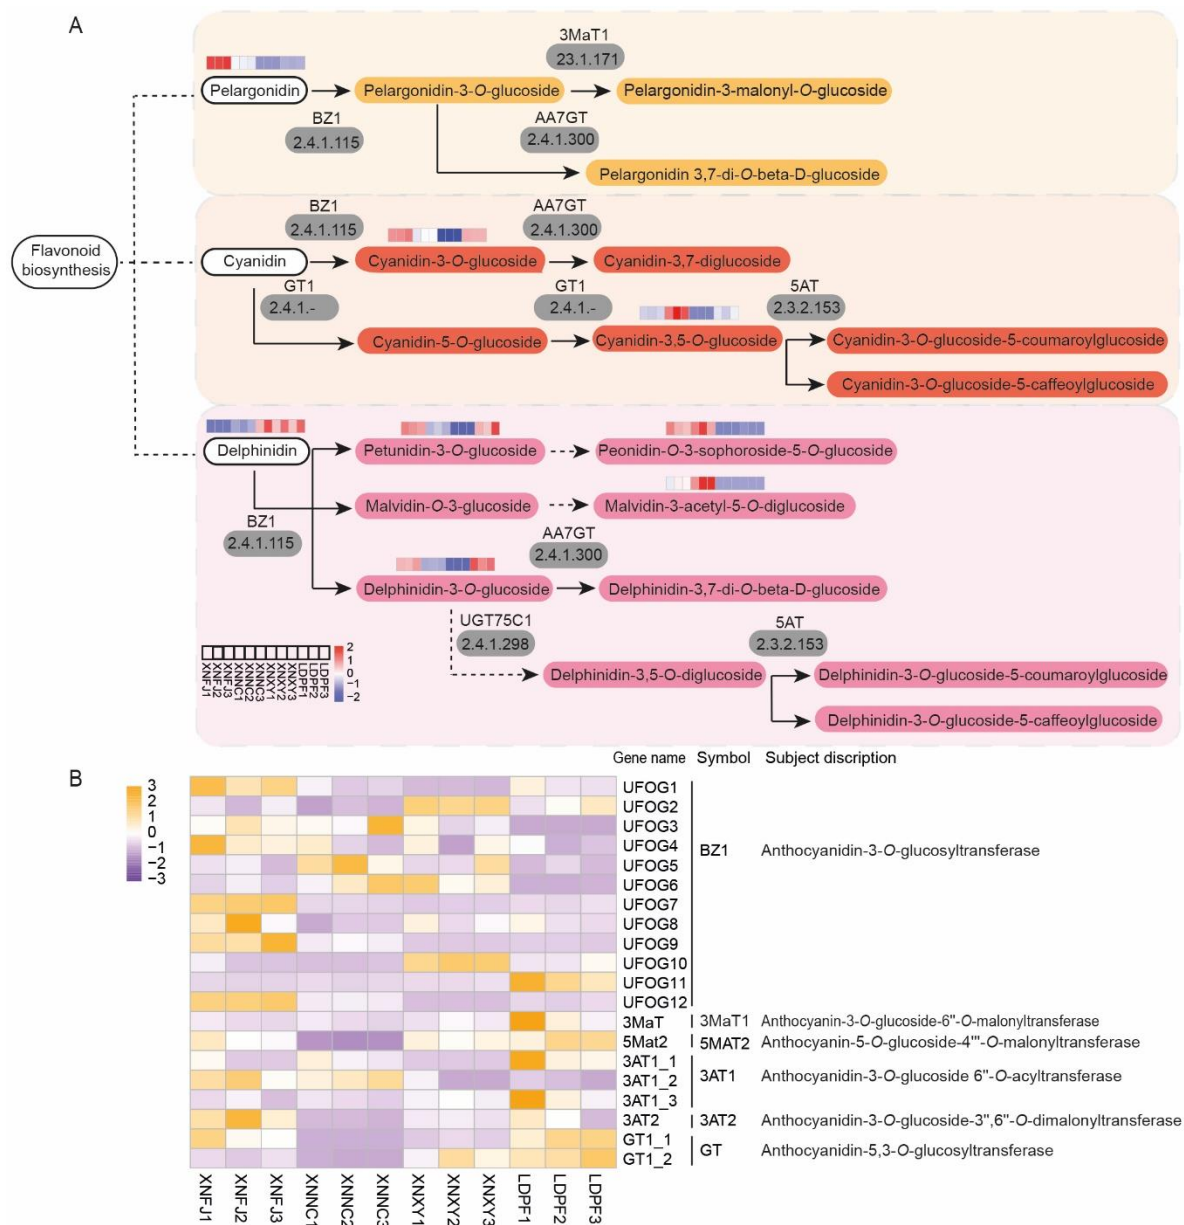 A
3MaT1
23.1.171
Pelargonidin
Pelargonidin-3-O-glucoside
Pelargonidin-3-malonyl-O-glucoside
BZ1
2.4.1.115
AA7GT
2.4.1.300
Pelargonidin 3,7-di-O-beta-D-glucoside
Flavonoid
biosynthesis
BZ1
2.4.1.115
AA7GT
2.4.1.300
Cyanidin
Cyanidin-3-O-glucoside
Cyanidin-3,7-diglucoside
GT1
2.4.1.-
GT1
2.4.1.-
5AT
2.3.2.153
Cyanidin-5-O-glucoside
Cyanidin-3,5-O-glucoside
Cyanidin-3-O-glucoside-5-coumaroylglucoside
Cyanidin-3-O-glucoside-5-caffeoylglucoside
Delphinidin
Petunidin-3-O-glucoside
Peonidin-O-3-sophoroside-5-O-glucoside
Malvidin-O-3-glucoside
Malvidin-3-acetyl-5-O-diglucoside
BZ1
2.4.1.115
AA7GT
2.4.1.300
Delphinidin-3-O-glucoside
Delphinidin-3,7-di-O-beta-D-glucoside
UGT75C1
2.4.1.298
5AT
2.3.2.153
Delphinidin-3,5-O-diglucoside
Delphinidin-3-O-glucoside-5-coumaroylglucoside
Delphinidin-3-O-glucoside-5-caffeoylglucoside
XNFJ1
XNFJ2
XNFJ3
XNNC1
XNNC2
XNNC3
XNXY1
XNXY2
XNXY3
LDPF1
LDPF2
LDPF3
2
1
0
−1
−2
B
Gene name Symbol Subject discription
3
2
1
0
−1
−2
−3
UFOG1
UFOG2
UFOG3
UFOG4
UFOG5
UFOG6
UFOG7
UFOG8
UFOG9
UFOG10
UFOG11
UFOG12
BZ1 Anthocyanidin-3-O-glucosyltransferase
3MaT 3MaT1 Anthocyanin-3-O-glucoside-6"-O-malonyltransferase
5Mat2 5MAT2 Anthocyanin-5-O-glucoside-4'"-O-malonyltransferase
3AT1_1
3AT1_2
3AT1_3
3AT1 Anthocyanidin-3-O-glucoside 6"-O-acyltransferase
3AT2 3AT2 Anthocyanidin-3-O-glucoside-3",6"-O-dimalonyltransferase
GT1_1
GT1_2
GT Anthocyanidin-5,3-O-glucosyltransferase
XNFJ1
XNFJ2
XNFJ3
XNNC1
XNNC2
XNNC3
XNXY1
XNXY2
XNXY3
LDPF1
LDPF2
LDPF3